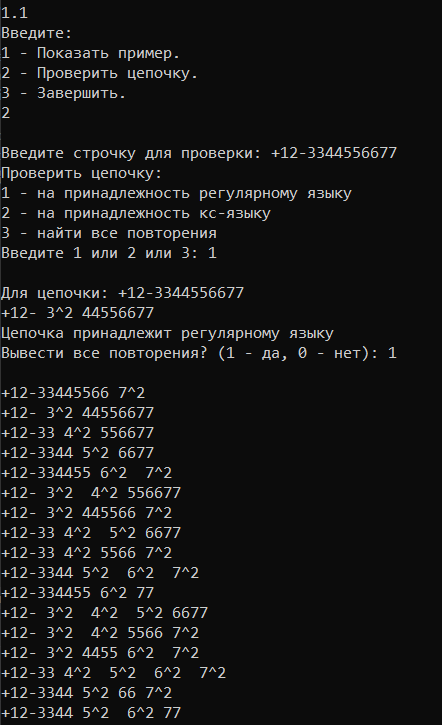 1.1
Введите:
1 - Показать пример.
2 - Проверить цепочку.
3 - Завершить.
2
Введите строчку для проверки: +12-3344556677
Проверить цепочку:
1 - на принадлежность регулярному языку
2 - на принадлежность кс-языку
3 - найти все повторения
Введите 1 или 2 или 3: 1
Для цепочки: +12-3344556677
+12- 3^2 44556677
Цепочка принадлежит регулярному языку
Вывести все повторения? (1 - да, 0 - нет): 1
+12-33445566 7^2
+12- 3^2 44556677
+12-33 4^2 556677
+12-3344 5^2 6677
+12-334455 6^2  7^2
+12- 3^2  4^2 556677
+12- 3^2 445566 7^2
+12-33 4^2  5^2 6677
+12-33 4^2 5566 7^2
+12-3344 5^2  6^2  7^2
+12-334455 6^2 77
+12- 3^2  4^2  5^2 6677
+12- 3^2  4^2 5566 7^2
+12- 3^2 4455 6^2  7^2
+12-33 4^2  5^2  6^2  7^2
+12-3344 5^2 66 7^2
+12-3344 5^2  6^2 77